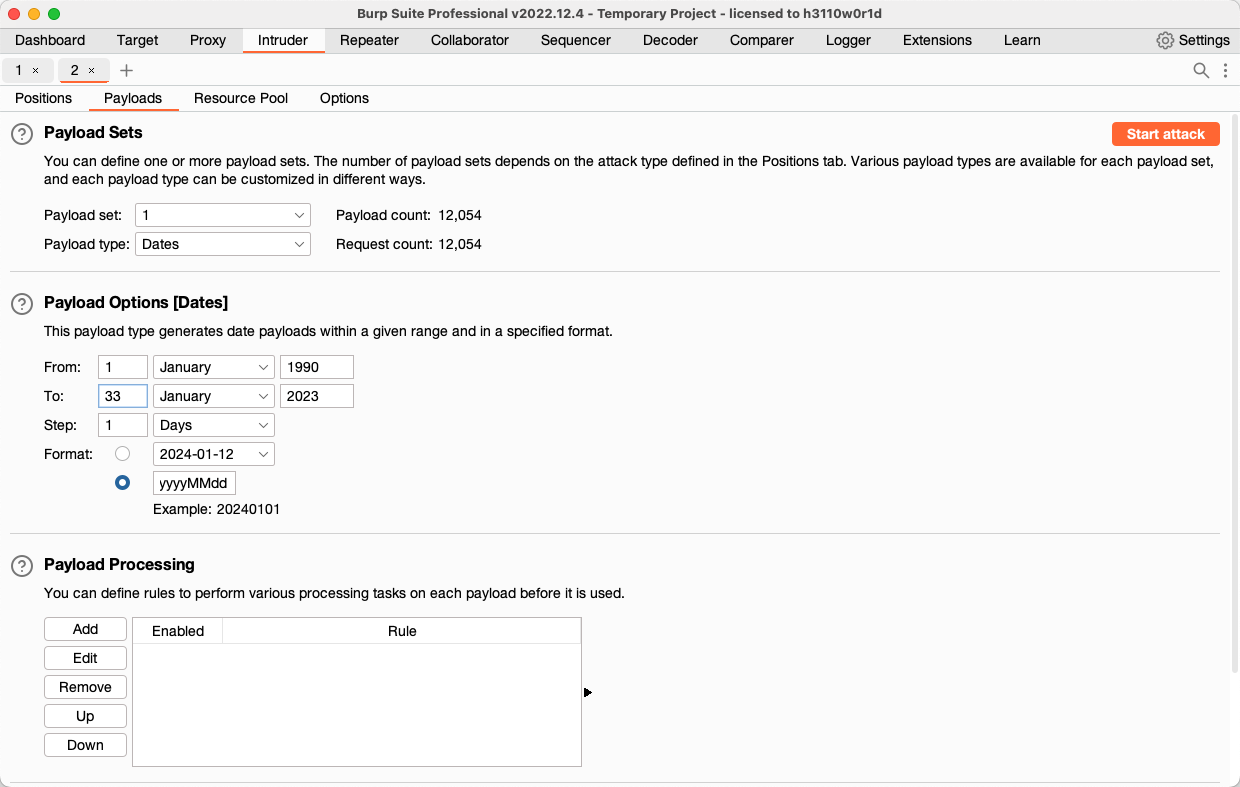 Burp Suite Professional v2022.12.4 - Temporary Project - licensed to h3110w0r1d
Dashboard Target Proxy Intruder Repeater Collaborator Sequencer Decoder Comparer Logger Extensions Learn Settings
1 × 2 × +
Positions Payloads Resource Pool Options
? Payload Sets Start attack
You can define one or more payload sets. The number of payload sets depends on the attack type defined in the Positions tab. Various payload types are available for each payload set,
and each payload type can be customized in different ways.
Payload set: 1 Payload count: 12,054
Payload type: Dates Request count: 12,054
? Payload Options [Dates]
This payload type generates date payloads within a given range and in a specified format.
From: 1 January 1990
To: 33 January 2023
Step: 1 Days
Format: 2024-01-12
yyyyMMdd
Example: 20240101
? Payload Processing
You can define rules to perform various processing tasks on each payload before it is used.
Add Enabled Rule
Edit
Remove
Up
Down